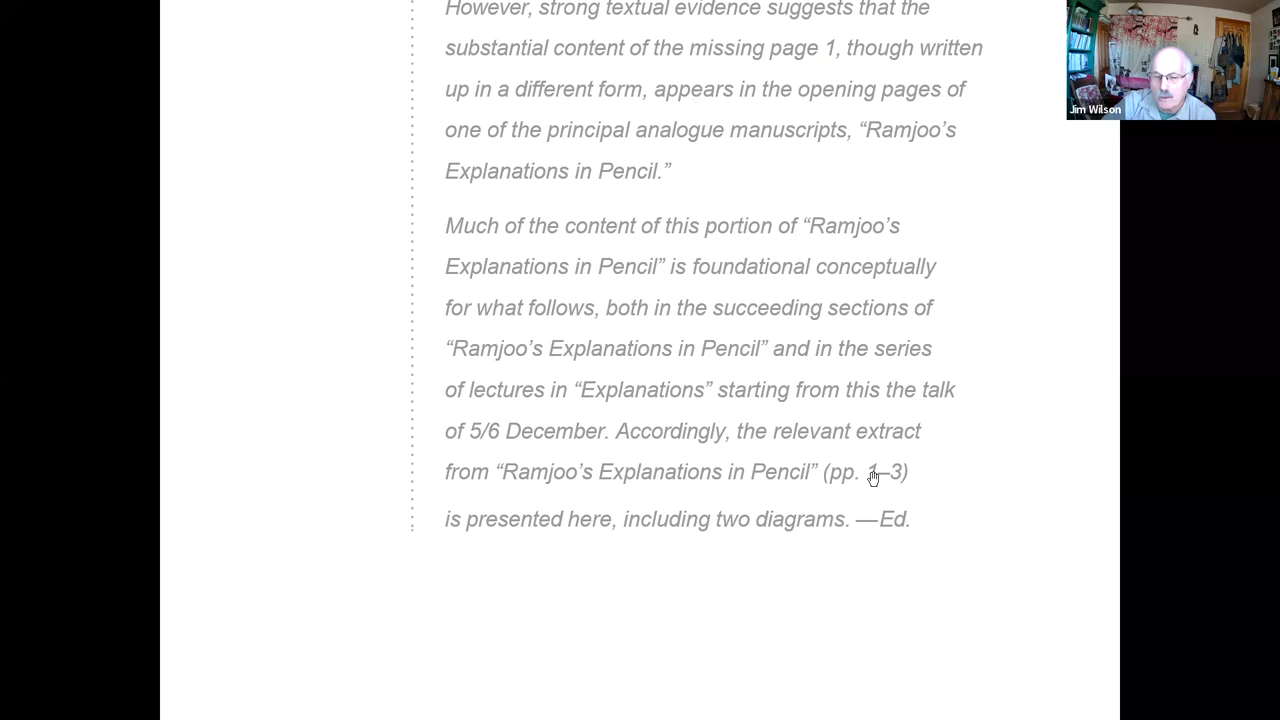 However, strong textual evidence suggests that the
substantial content of the missing page 1, though written
up in a different form, appears in the opening pages of
one of the principal analogue manuscripts, “Ramjoo’s
Explanations in Pencil.”
Much of the content of this portion of “Ramjoo’s
Explanations in Pencil” is foundational conceptually
for what follows, both in the succeeding sections of
“Ramjoo’s Explanations in Pencil” and in the series
of lectures in “Explanations” starting from this the talk
of 5/6 December. Accordingly, the relevant extract
from “Ramjoo’s Explanations in Pencil” (pp. 1–3)
is presented here, including two diagrams. —Ed.
Jim Wilson